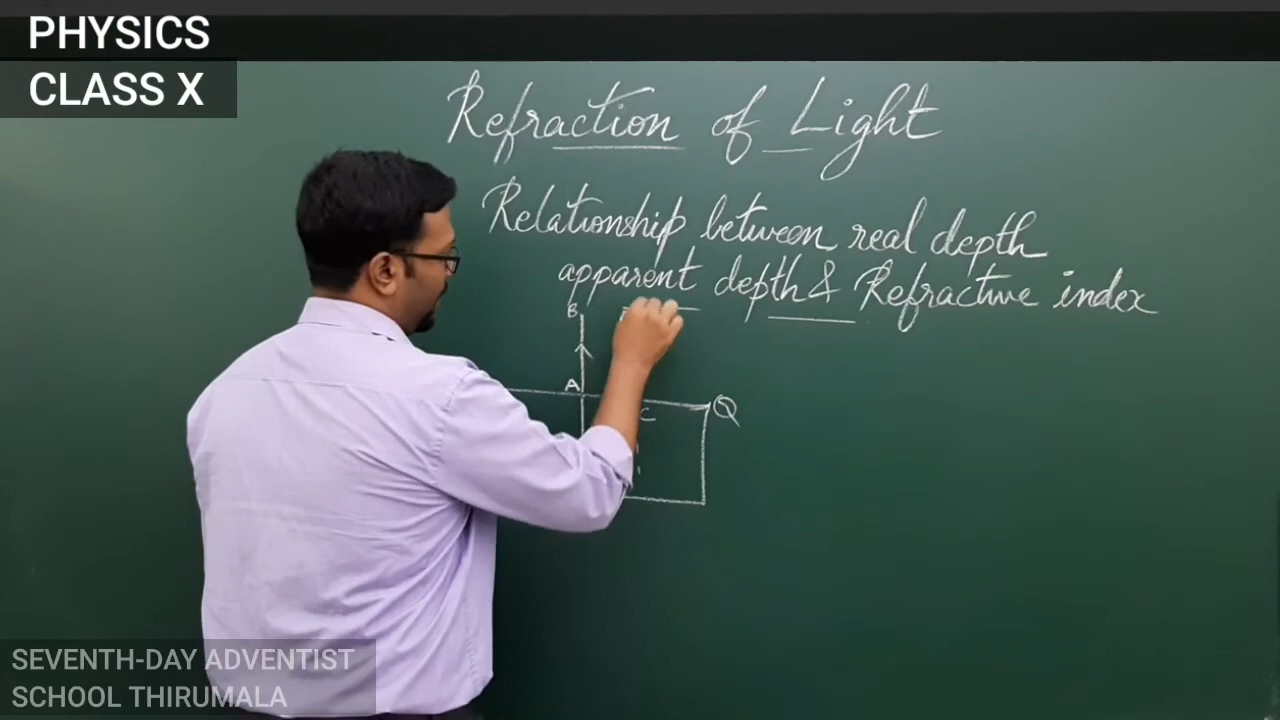 PHYSICS
CLASS X
Refraction of Light
Relationship between real depth
apparent depth & Refractive index
B
A
C
Q
SEVENTH-DAY ADVENTIST
SCHOOL THIRUMALA